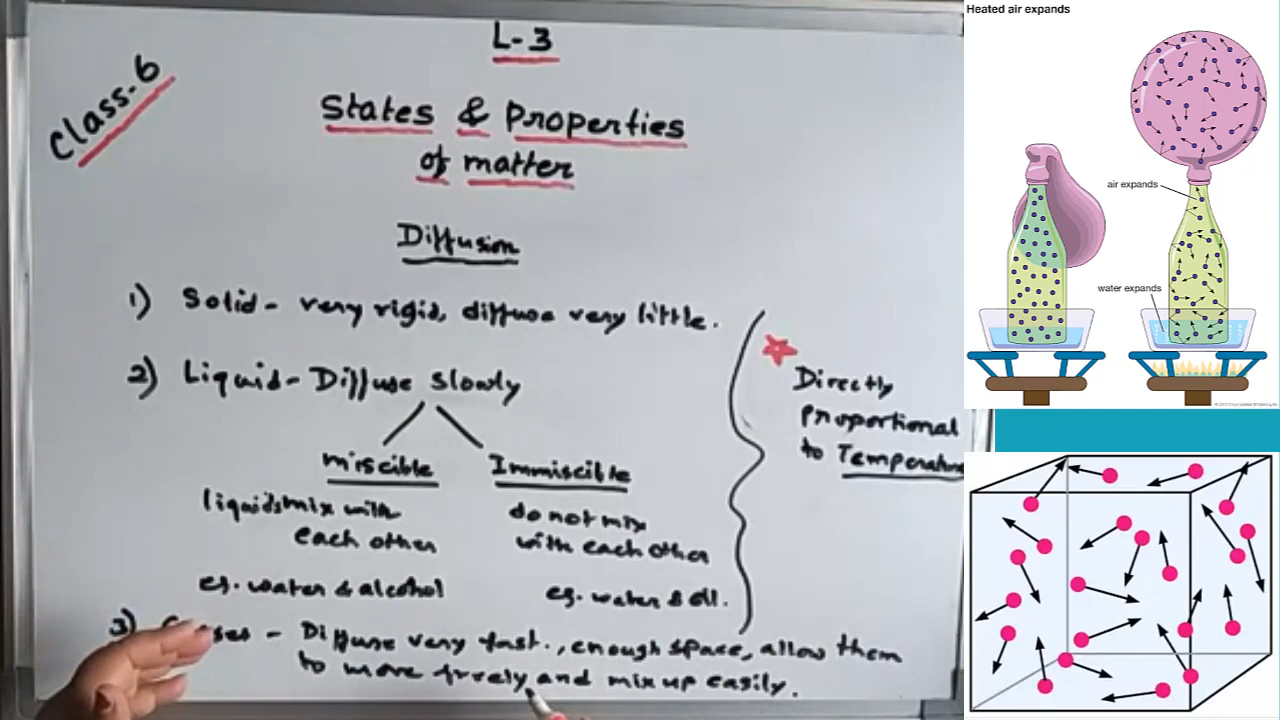 L-3
Class-6
States & Properties
of matter
Diffusion
1) Solid - very rigid, diffuse very little.
2) Liquid - Diffuse slowly
miscible
liquids mix with
each other
eg. water & alcohol
Immiscible
do not mix
with each other
eg. water & oil.
Directly
proportional
to Temperature
3) Gases - Diffuse very fast., enough space, allow them
to move freely and mix up easily.
Heated air expands
air expands
water expands